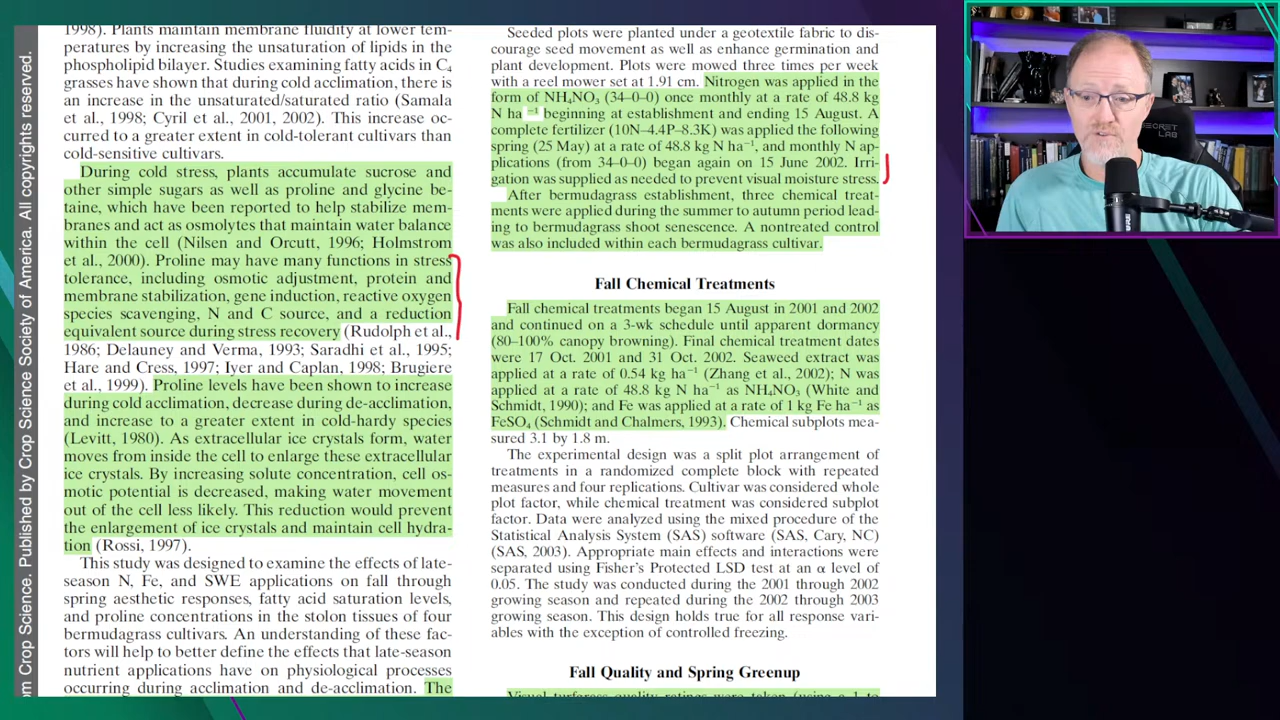 om Crop Science. Published by Crop Science Society of America. All copyrights reserved.
1998). Plants maintain membrane fluidity at lower tem-
peratures by increasing the unsaturation of lipids in the
phospholipid bilayer. Studies examining fatty acids in C₄
grasses have shown that during cold acclimation, there is
an increase in the unsaturated/saturated ratio (Samala
et al., 1998; Cyril et al., 2001, 2002). This increase oc-
curred to a greater extent in cold-tolerant cultivars than
cold-sensitive cultivars.
During cold stress, plants accumulate sucrose and
other simple sugars as well as proline and glycine be-
taine, which have been reported to help stabilize mem-
branes and act as osmolytes that maintain water balance
within the cell (Nilsen and Orcutt, 1996; Holmstrom
et al., 2000). Proline may have many functions in stress
tolerance, including osmotic adjustment, protein and
membrane stabilization, gene induction, reactive oxygen
species scavenging, N and C source, and a reduction
equivalent source during stress recovery (Rudolph et al.,
1986; Delauney and Verma, 1993; Saradhi et al., 1995;
Hare and Cress, 1997; Iyer and Caplan, 1998; Brugiere
et al., 1999). Proline levels have been shown to increase
during cold acclimation, decrease during de-acclimation,
and increase to a greater extent in cold-hardy species
(Levitt, 1980). As extracellular ice crystals form, water
moves from inside the cell to enlarge these extracellular
ice crystals. By increasing solute concentration, cell os-
motic potential is decreased, making water movement
out of the cell less likely. This reduction would prevent
the enlargement of ice crystals and maintain cell hydra-
tion (Rossi, 1997).
This study was designed to examine the effects of late-
season N, Fe, and SWE applications on fall through
spring aesthetic responses, fatty acid saturation levels,
and proline concentrations in the stolon tissues of four
bermudagrass cultivars. An understanding of these fac-
tors will help to better define the effects that late-season
nutrient applications have on physiological processes
occurring during acclimation and de-acclimation. The
Seeded plots were planted under a geotextile fabric to dis-
courage seed movement as well as enhance germination and
plant development. Plots were mowed three times per week
with a reel mower set at 1.91 cm. Nitrogen was applied in the
form of NH₄NO₃ (34–0–0) once monthly at a rate of 48.8 kg
N ha⁻¹ beginning at establishment and ending 15 August. A
complete fertilizer (10N–4.4P–8.3K) was applied the following
spring (25 May) at a rate of 48.8 kg N ha⁻¹, and monthly N ap-
plications (from 34–0–0) began again on 15 June 2002. Irri-
gation was supplied as needed to prevent visual moisture stress.
After bermudagrass establishment, three chemical treat-
ments were applied during the summer to autumn period lead-
ing to bermudagrass shoot senescence. A nontreated control
was also included within each bermudagrass cultivar.
Fall Chemical Treatments
Fall chemical treatments began 15 August in 2001 and 2002
and continued on a 3-wk schedule until apparent dormancy
(80–100% canopy browning). Final chemical treatment dates
were 17 Oct. 2001 and 31 Oct. 2002. Seaweed extract was
applied at a rate of 0.54 kg ha⁻¹ (Zhang et al., 2002); N was
applied at a rate of 48.8 kg N ha⁻¹ as NH₄NO₃ (White and
Schmidt, 1990); and Fe was applied at a rate of 1 kg Fe ha⁻¹ as
FeSO₄ (Schmidt and Chalmers, 1993). Chemical subplots mea-
sured 3.1 by 1.8 m.
The experimental design was a split plot arrangement of
treatments in a randomized complete block with repeated
measures and four replications. Cultivar was considered whole
plot factor, while chemical treatment was considered subplot
factor. Data were analyzed using the mixed procedure of the
Statistical Analysis System (SAS) software (SAS, Cary, NC)
(SAS, 2003). Appropriate main effects and interactions were
separated using Fisher's Protected LSD test at an α level of
0.05. The study was conducted during the 2001 through 2002
growing season and repeated during the 2002 through 2003
growing season. This design holds true for all response vari-
ables with the exception of controlled freezing.
Fall Quality and Spring Greenup
Visual turfgrass quality ratings were taken (using a 1 to
SECRET
LAB